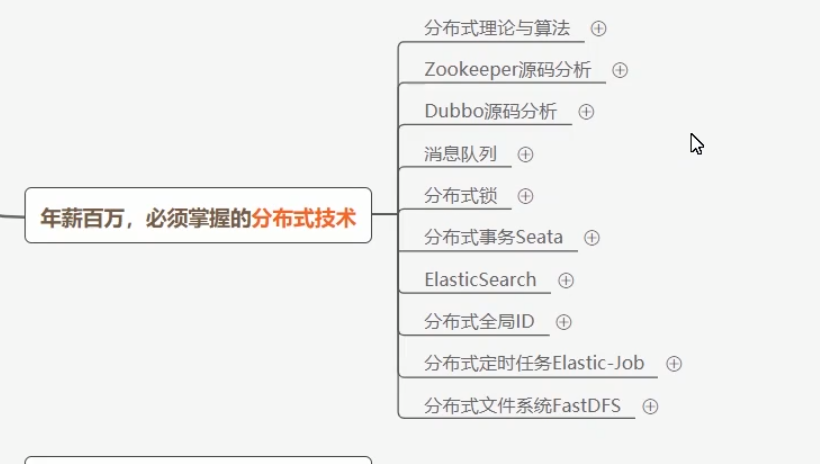 分布式理论与算法
Zookeeper源码分析
Dubbo源码分析
消息队列
分布式锁
年薪百万，必须掌握的分布式技术
分布式事务Seata
ElasticSearch
分布式全局ID
分布式定时任务Elastic-Job
分布式文件系统FastDFS